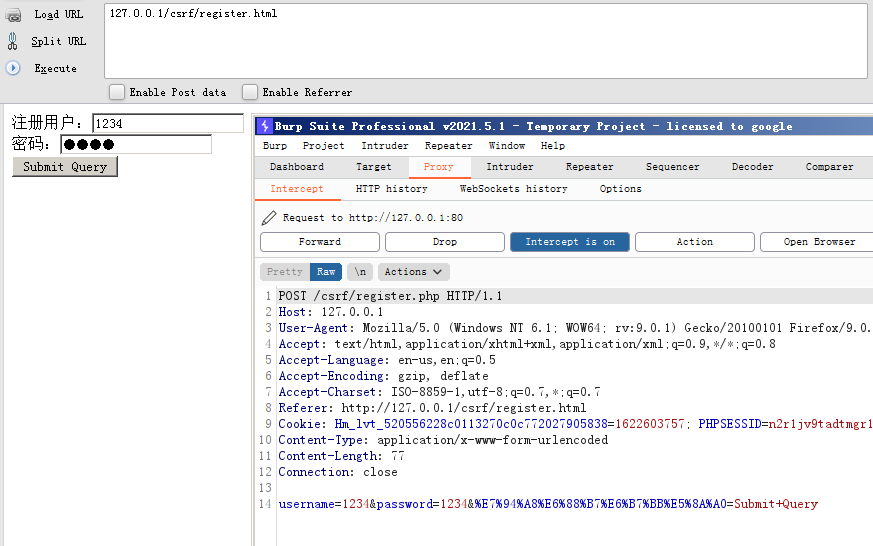 Load URL
127.0.0.1/csrf/register.html
Split URL
Execute
Enable Post data Enable Referrer
注册用户：1234
密码：●●●●
Submit Query
Burp Suite Professional v2021.5.1 - Temporary Project - licensed to google
Burp Project Intruder Repeater Window Help
Dashboard Target Proxy Intruder Repeater Sequencer Decoder Comparer
Intercept HTTP history WebSockets history Options
Request to http://127.0.0.1:80
Forward Drop Intercept is on Action Open Browser
Pretty Raw \n Actions
1 POST /csrf/register.php HTTP/1.1
2 Host: 127.0.0.1
3 User-Agent: Mozilla/5.0 (Windows NT 6.1; WOW64; rv:9.0.1) Gecko/20100101 Firefox/9.0.
4 Accept: text/html,application/xhtml+xml,application/xml;q=0.9,*/*;q=0.8
5 Accept-Language: en-us,en;q=0.5
6 Accept-Encoding: gzip, deflate
7 Accept-Charset: ISO-8859-1,utf-8;q=0.7,*;q=0.7
8 Referer: http://127.0.0.1/csrf/register.html
9 Cookie: Hm_lvt_520556228c0113270c0c772027905838=1622603757; PHPSESSID=n2r1jv9tadtmgr1
10 Content-Type: application/x-www-form-urlencoded
11 Content-Length: 77
12 Connection: close
13
14 username=1234&password=1234&%E7%94%A8%E6%88%B7%E6%B7%BB%E5%8A%A0=Submit+Query